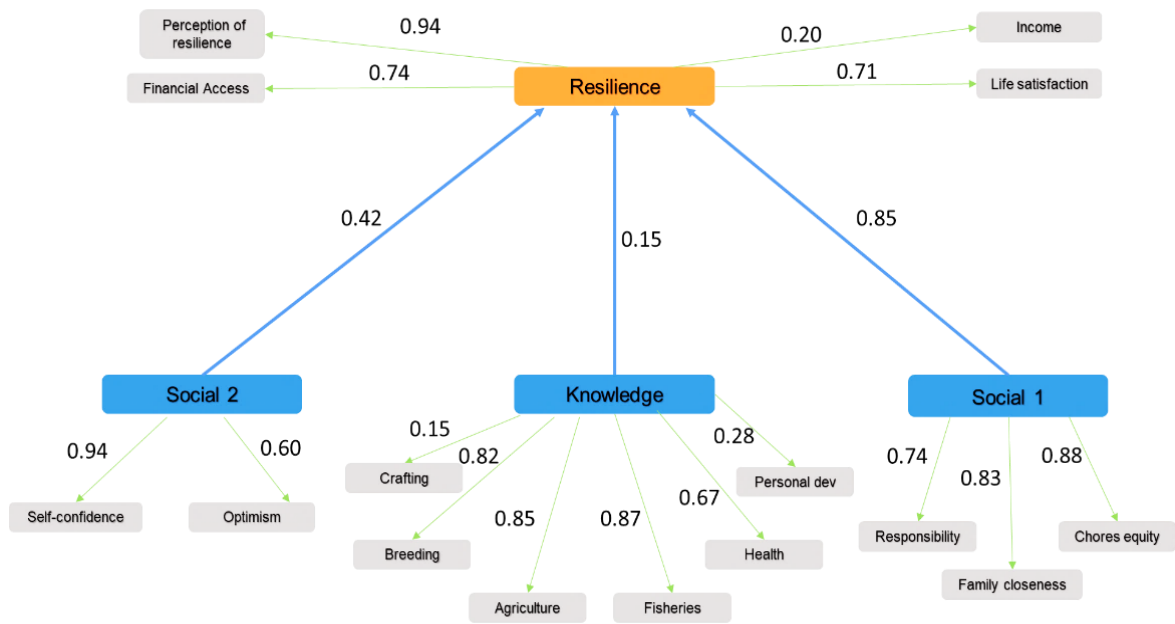 Perception of
resilience
0.94
0.20
Income
Financial Access
0.74
Resilience
0.71
Life satisfaction
0.42
0.15
0.85
Social 2
Knowledge
Social 1
0.94
0.60
0.15
0.82
0.28
0.74
0.83
0.88
Crafting
Personal dev
0.85
0.87
0.67
Self-confidence
Optimism
Breeding
Health
Responsibility
Chores equity
Family closeness
Agriculture
Fisheries